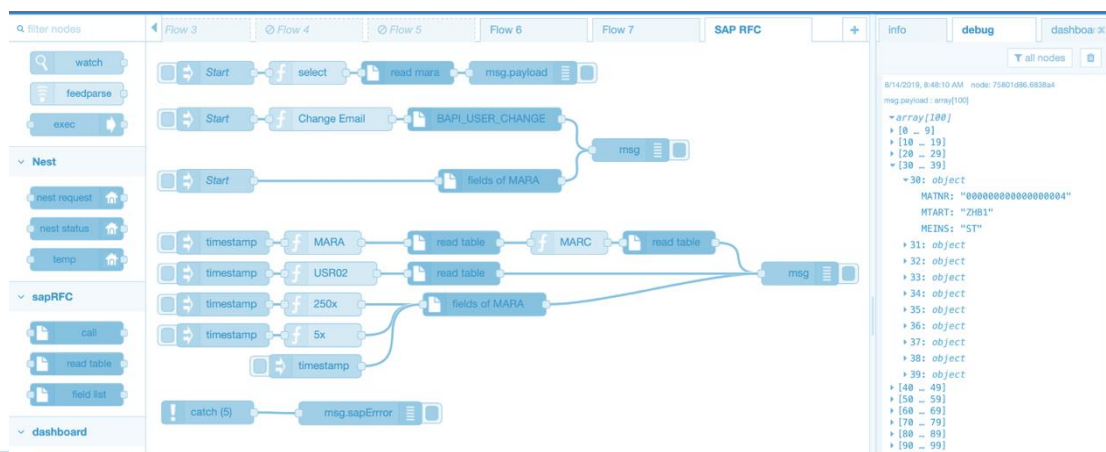 filter nodes
watch
feedparse
exec
Nest
nest request
nest status
temp
sapRFC
call
read table
field list
dashboard
Flow 3
Flow 4
Flow 5
Flow 6
Flow 7
SAP RFC
Start
select
read mara
msg.payload
Start
Change Email
BAPI_USER_CHANGE
msg
Start
fields of MARA
timestamp
MARA
read table
MARC
read table
timestamp
USR02
read table
msg
timestamp
250x
fields of MARA
timestamp
5x
timestamp
catch (5)
msg.sapErrror
info
debug
dashboa
all nodes
8/14/2019, 8:48:10 AM node: 75801d86.6838a4
msg.payload : array[100]
array[100]
[0 … 9]
[10 … 19]
[20 … 29]
[30 … 39]
30: object
MATNR: "000000000000000004"
MTART: "ZHB1"
MEINS: "ST"
31: object
32: object
33: object
34: object
35: object
36: object
37: object
38: object
39: object
[40 … 49]
[50 … 59]
[60 … 69]
[70 … 79]
[80 … 89]
[90 … 99]